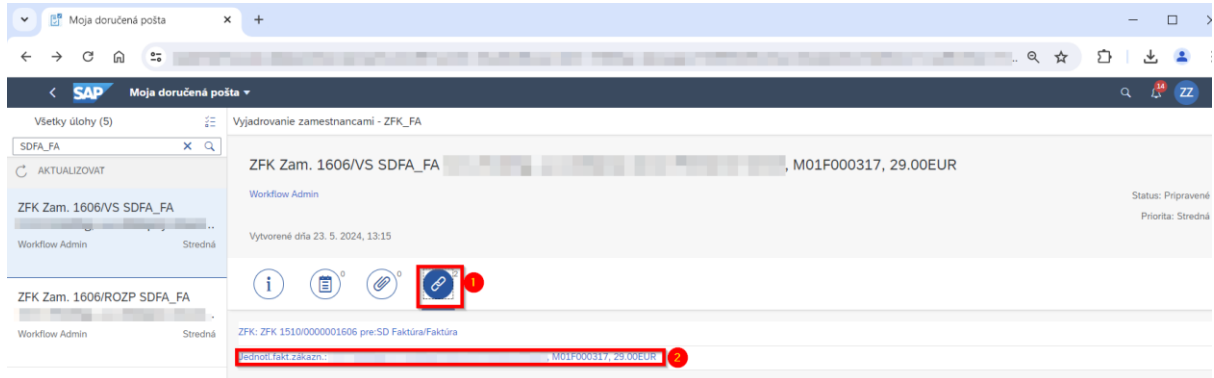 Moja doručená pošta
SAP Moja doručená pošta
14
ZZ
Všetky úlohy (5)
Vyjadrovanie zamestnancami - ZFK_FA
SDFA_FA
AKTUALIZOVAT
ZFK Zam. 1606/VS SDFA_FA , M01F000317, 29.00EUR
Workflow Admin
Status: Pripravené
Priorita: Stredná
Vytvorené dňa 23. 5. 2024, 13:15
ZFK Zam. 1606/VS SDFA_FA
..
Workflow Admin Stredná
0 0 2
1
ZFK Zam. 1606/ROZP SDFA_FA
.
Workflow Admin Stredná
ZFK: ZFK 1510/0000001606 pre:SD Faktúra/Faktúra
Jednotl.fakt.zákazn.: , M01F000317, 29.00EUR
2